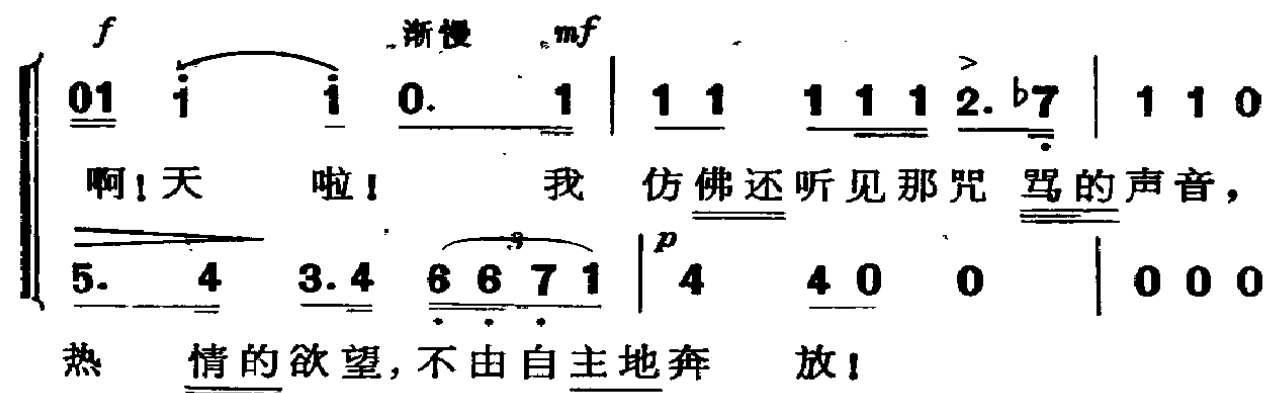 f 渐慢 mf
01 1 1 0. 1 | 1 1 1 1 1 2. ♭7 | 1 1 0
啊!天 啦! 我 仿佛还听见那咒 骂的声音,
5. 4 3.4 6 6 7 1 | p 4 4 0 0 | 0 0 0
热 情的欲望,不由自主地奔 放!